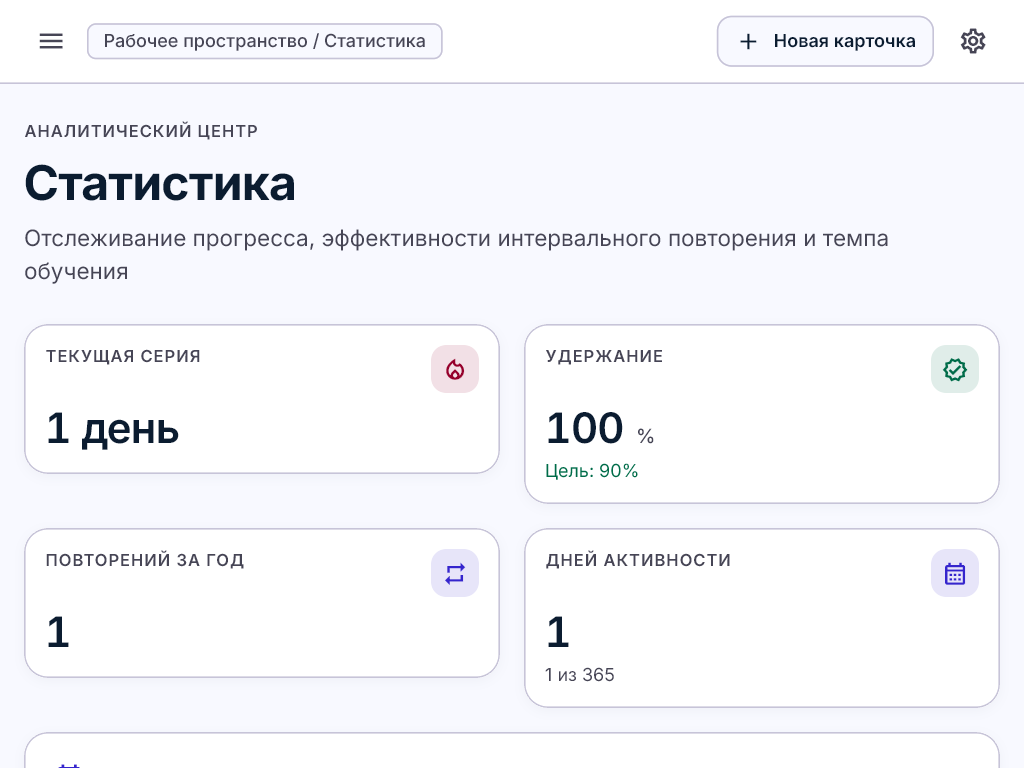 Рабочее пространство / Статистика
Новая карточка
АНАЛИТИЧЕСКИЙ ЦЕНТР
Статистика
Отслеживание прогресса, эффективности интервального повторения и темпа
обучения
ТЕКУЩАЯ СЕРИЯ
1 день
УДЕРЖАНИЕ
100 %
Цель: 90%
ПОВТОРЕНИЙ ЗА ГОД
1
ДНЕЙ АКТИВНОСТИ
1
1 из 365